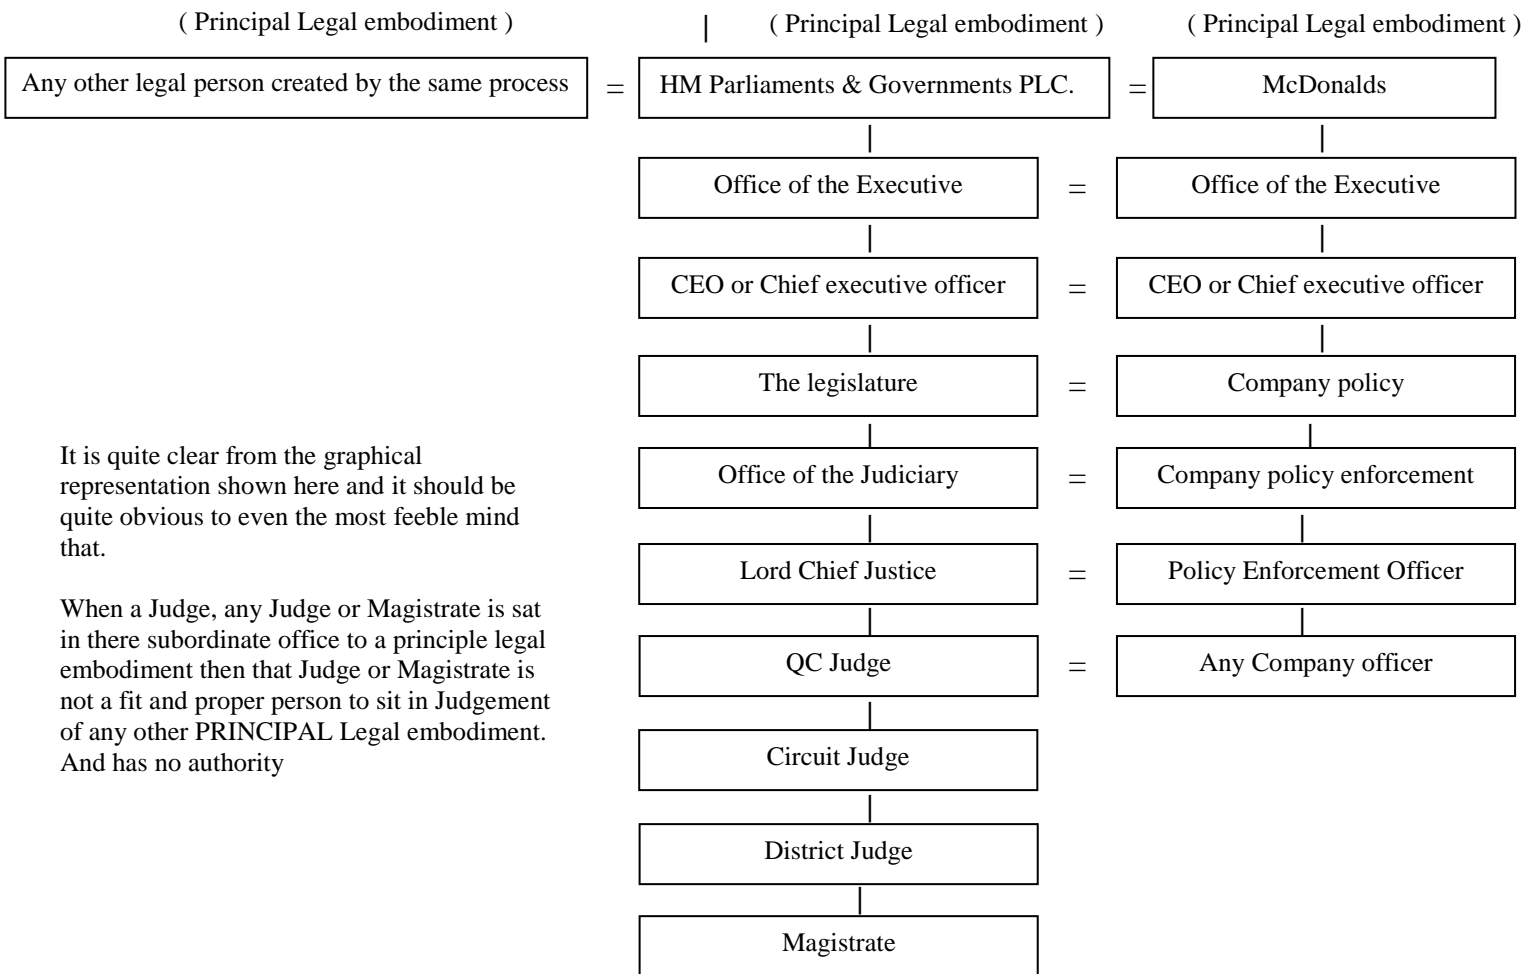 ( Principal Legal embodiment ) | ( Principal Legal embodiment ) ( Principal Legal embodiment )
Any other legal person created by the same process = HM Parliaments & Governments PLC. = McDonalds
Office of the Executive = Office of the Executive
CEO or Chief executive officer = CEO or Chief executive officer
The legislature = Company policy
Office of the Judiciary = Company policy enforcement
Lord Chief Justice = Policy Enforcement Officer
QC Judge = Any Company officer
Circuit Judge
District Judge
Magistrate
It is quite clear from the graphical
representation shown here and it should be
quite obvious to even the most feeble mind
that.
When a Judge, any Judge or Magistrate is sat
in there subordinate office to a principle legal
embodiment then that Judge or Magistrate is
not a fit and proper person to sit in Judgement
of any other PRINCIPAL Legal embodiment.
And has no authority